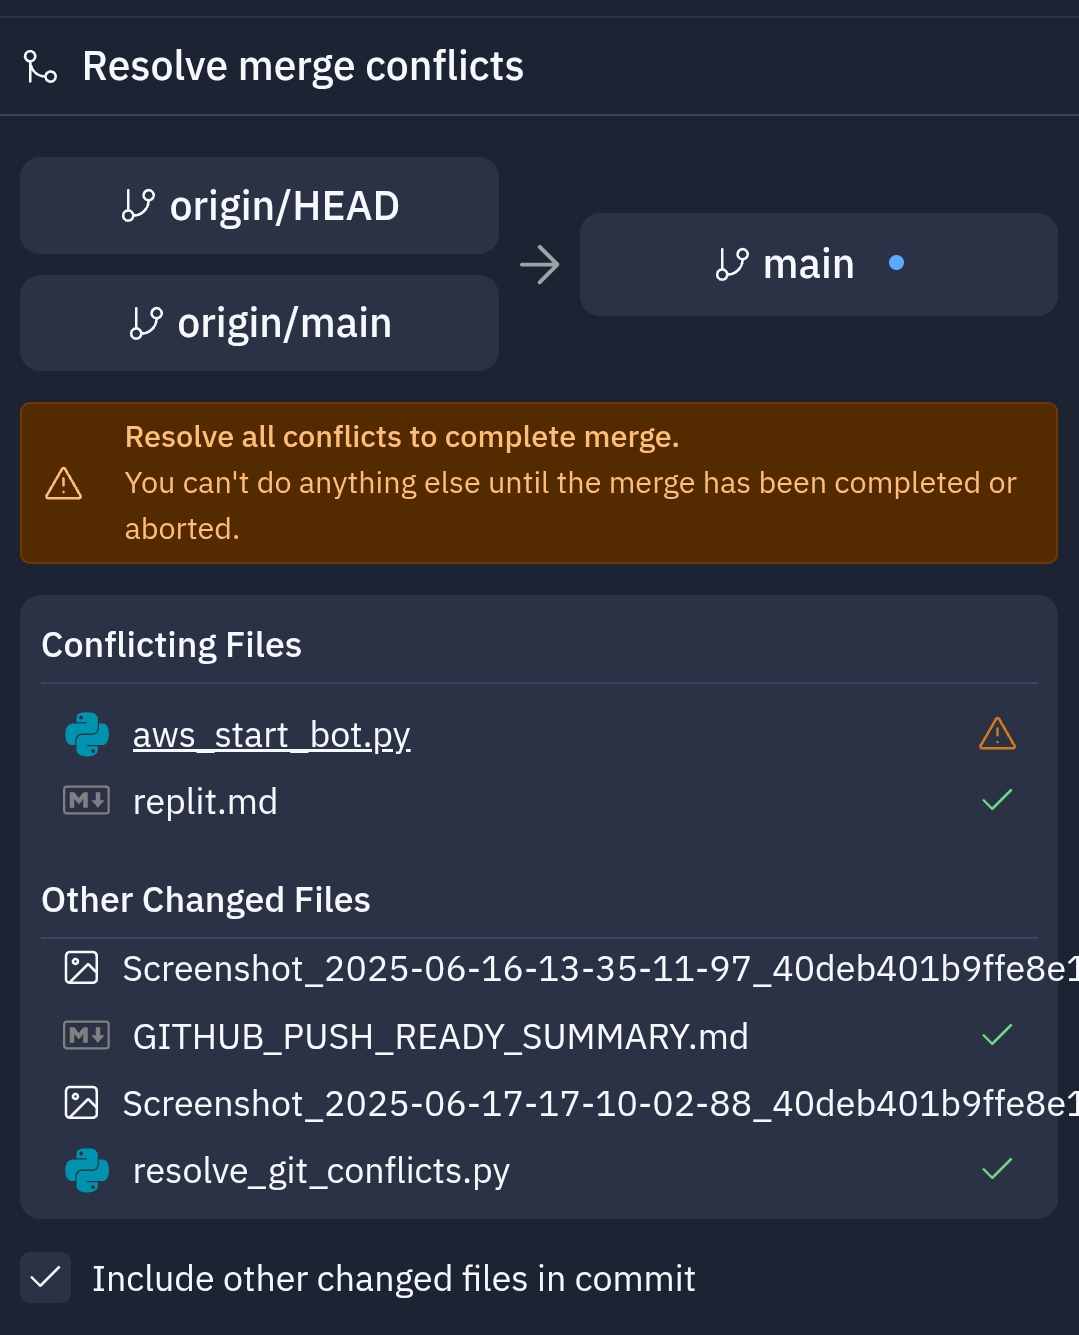 Resolve merge conflicts
origin/HEAD
origin/main
main
Resolve all conflicts to complete merge.
You can't do anything else until the merge has been completed or
aborted.
Conflicting Files
aws_start_bot.py
replit.md
Other Changed Files
Screenshot_2025-06-16-13-35-11-97_40deb401b9ffe8e1
GITHUB_PUSH_READY_SUMMARY.md
Screenshot_2025-06-17-17-10-02-88_40deb401b9ffe8e1
resolve_git_conflicts.py
Include other changed files in commit